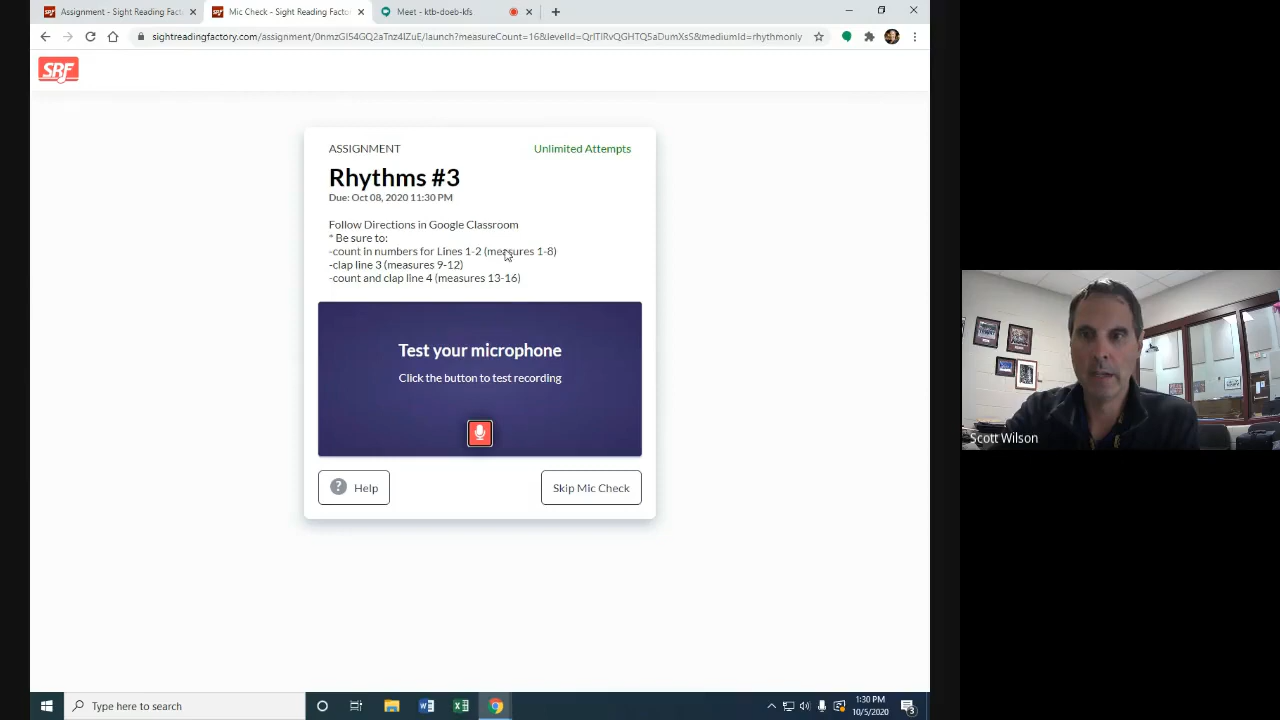 Assignment - Sight Reading Fact
Mic Check - Sight Reading Facto
Meet - ktb-doeb-kfs
sightreadingfactory.com/assignment/0nmzGI54GQ2aTnz4IZuE/launch?measureCount=16&levelId=QrITlRvQGHTQ5aDumXsS&mediumId=rhythmonly
SRF
ASSIGNMENT
Unlimited Attempts
Rhythms #3
Due: Oct 08, 2020 11:30 PM
Follow Directions in Google Classroom
* Be sure to:
-count in numbers for Lines 1-2 (measures 1-8)
-clap line 3 (measures 9-12)
-count and clap line 4 (measures 13-16)
Test your microphone
Click the button to test recording
? Help
Skip Mic Check
Scott Wilson
Type here to search
1:30 PM
10/5/2020
3